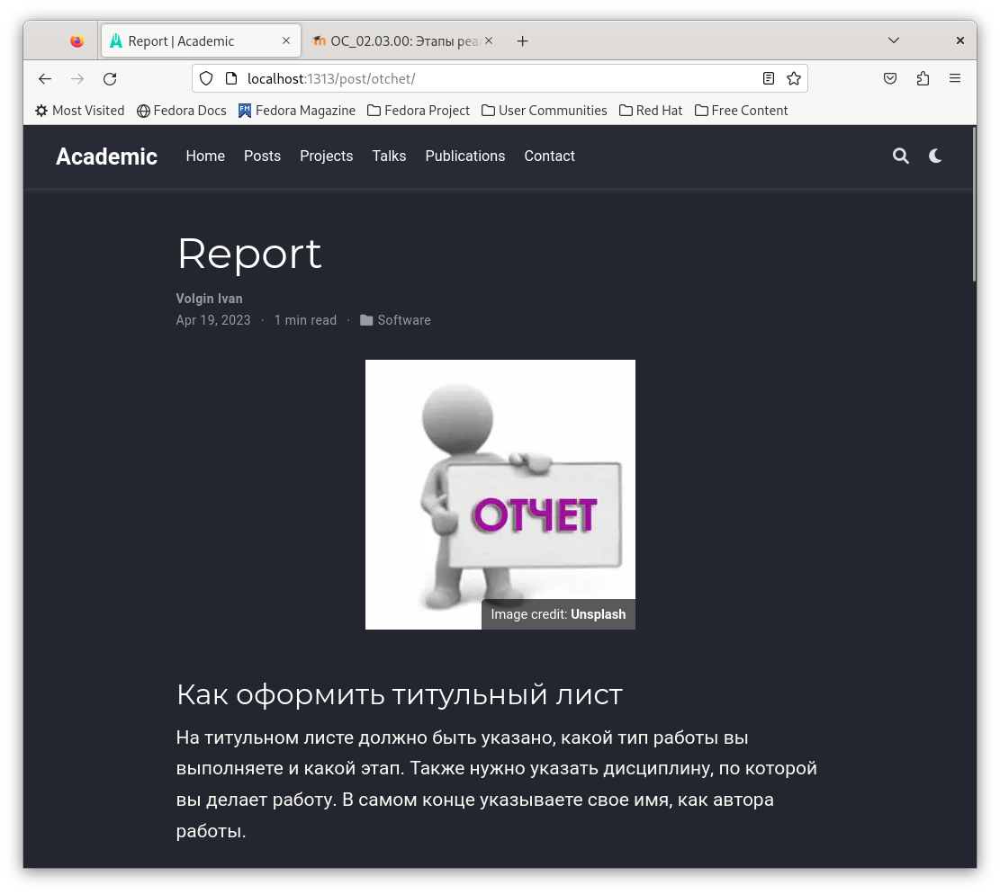 Report | Academic
ОС_02.03.00: Этапы реа
localhost:1313/post/otchet/
Most Visited Fedora Docs Fedora Magazine Fedora Project User Communities Red Hat Free Content
Academic Home Posts Projects Talks Publications Contact
Report
Volgin Ivan
Apr 19, 2023 · 1 min read · Software
ОТЧЕТ
Image credit: Unsplash
Как оформить титульный лист
На титульном листе должно быть указано, какой тип работы вы
выполняете и какой этап. Также нужно указать дисциплину, по которой
вы делает работу. В самом конце указываете свое имя, как автора
работы.